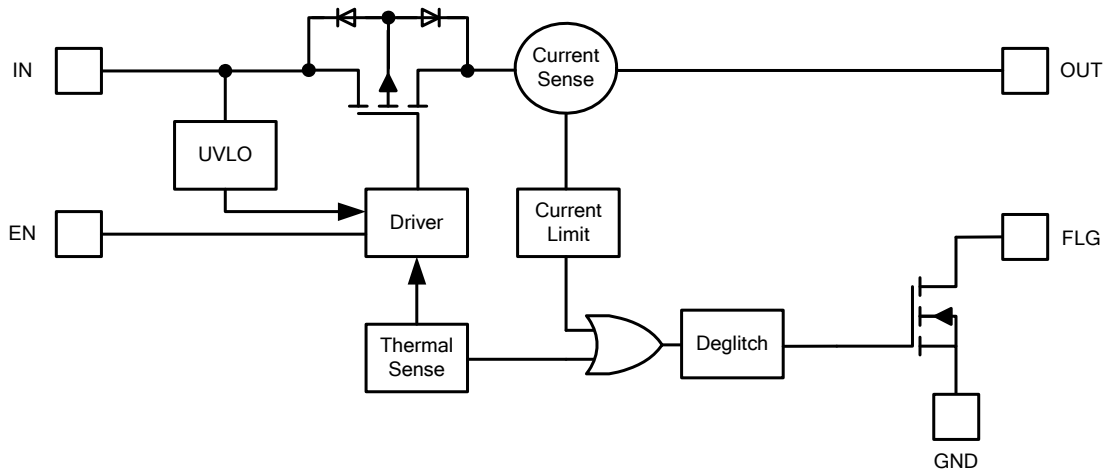 IN
Current
Sense
OUT
UVLO
EN
Driver
Current
Limit
FLG
Thermal
Sense
Deglitch
GND